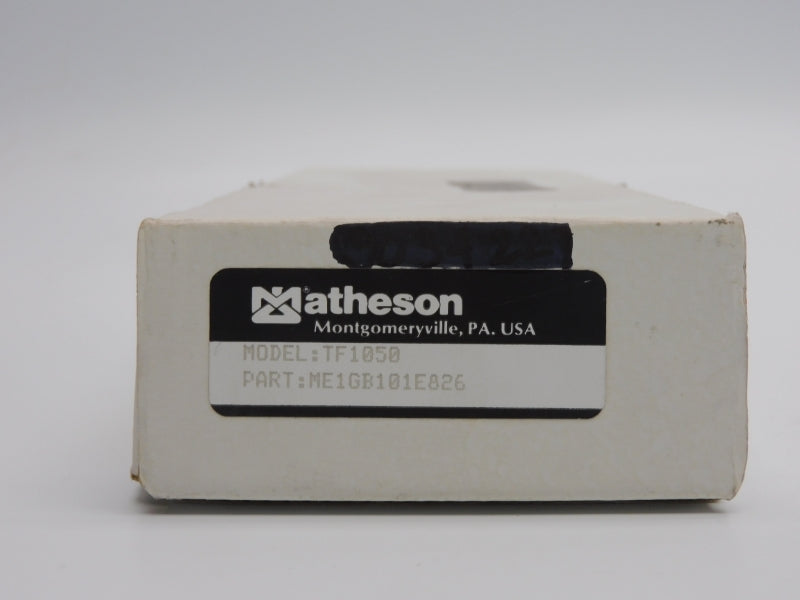 Matheson
Montgomeryville, PA. USA
MODEL:TF1050
PART:ME1GB101E826